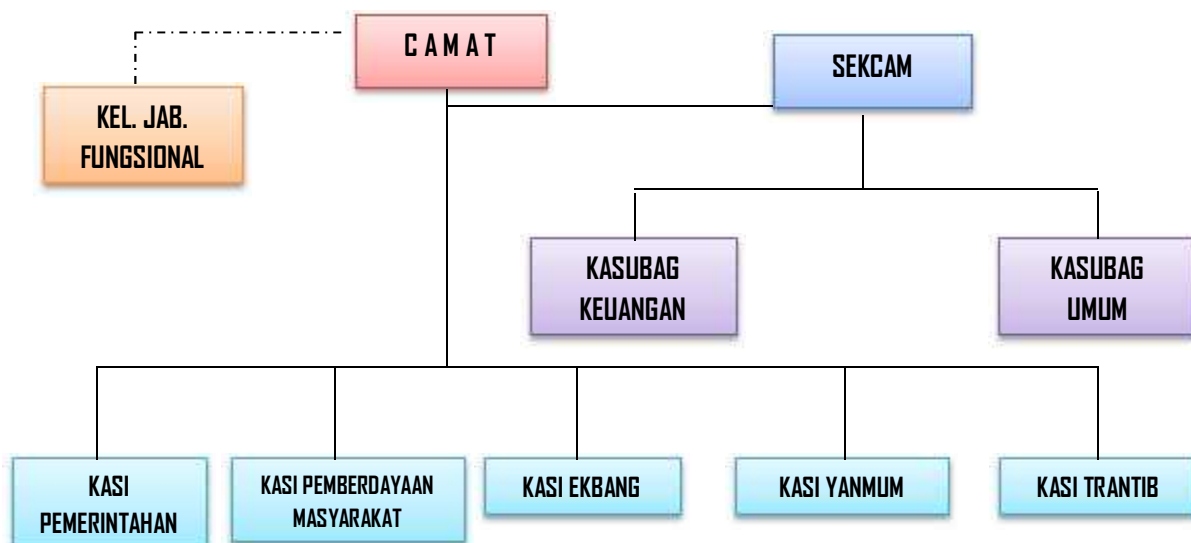 C A M A T
SEKCAM
KEL. JAB.
FUNGSIONAL
KASUBAG
KEUANGAN
KASUBAG
UMUM
KASI
PEMERINTAHAN
KASI PEMBERDAYAAN
MASYARAKAT
KASI EKBANG
KASI YANMUM
KASI TRANTIB